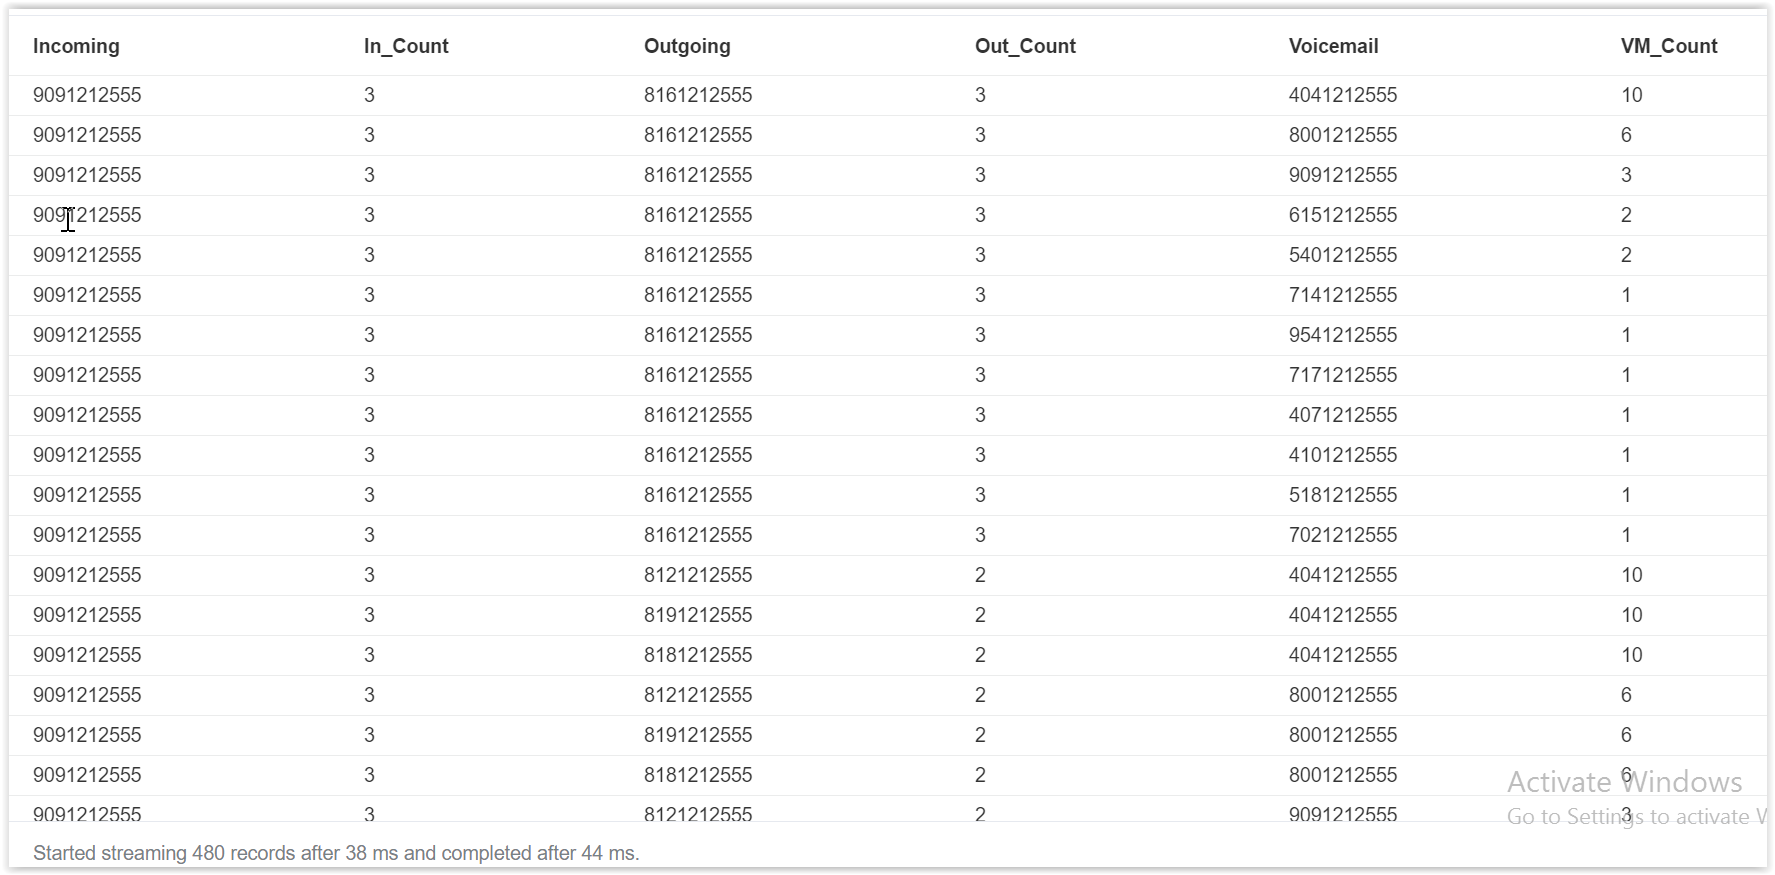 Incoming In_Count Outgoing Out_Count Voicemail VM_Count
9091212555 3 8161212555 3 4041212555 10
9091212555 3 8161212555 3 8001212555 6
9091212555 3 8161212555 3 9091212555 3
9091212555 3 8161212555 3 6151212555 2
9091212555 3 8161212555 3 5401212555 2
9091212555 3 8161212555 3 7141212555 1
9091212555 3 8161212555 3 9541212555 1
9091212555 3 8161212555 3 7171212555 1
9091212555 3 8161212555 3 4071212555 1
9091212555 3 8161212555 3 4101212555 1
9091212555 3 8161212555 3 5181212555 1
9091212555 3 8161212555 3 7021212555 1
9091212555 3 8121212555 2 4041212555 10
9091212555 3 8191212555 2 4041212555 10
9091212555 3 8181212555 2 4041212555 10
9091212555 3 8121212555 2 8001212555 6
9091212555 3 8191212555 2 8001212555 6
9091212555 3 8181212555 2 8001212555 6
9091212555 3 8121212555 2 9091212555 3
Activate Windows
Go to Settings to activate W
Started streaming 480 records after 38 ms and completed after 44 ms.